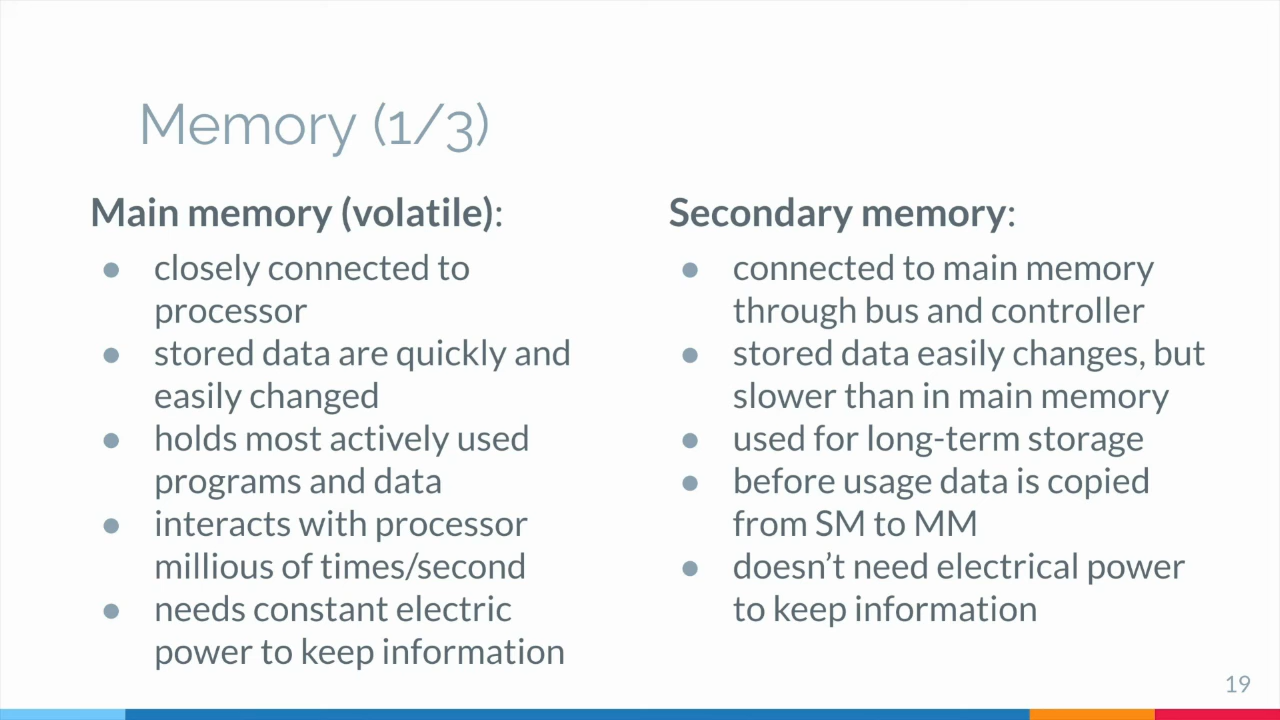 Memory (1/3)
Main memory (volatile):
● closely connected to
processor
● stored data are quickly and
easily changed
● holds most actively used
programs and data
● interacts with processor
millious of times/second
● needs constant electric
power to keep information
Secondary memory:
● connected to main memory
through bus and controller
● stored data easily changes, but
slower than in main memory
● used for long-term storage
● before usage data is copied
from SM to MM
● doesn’t need electrical power
to keep information
19